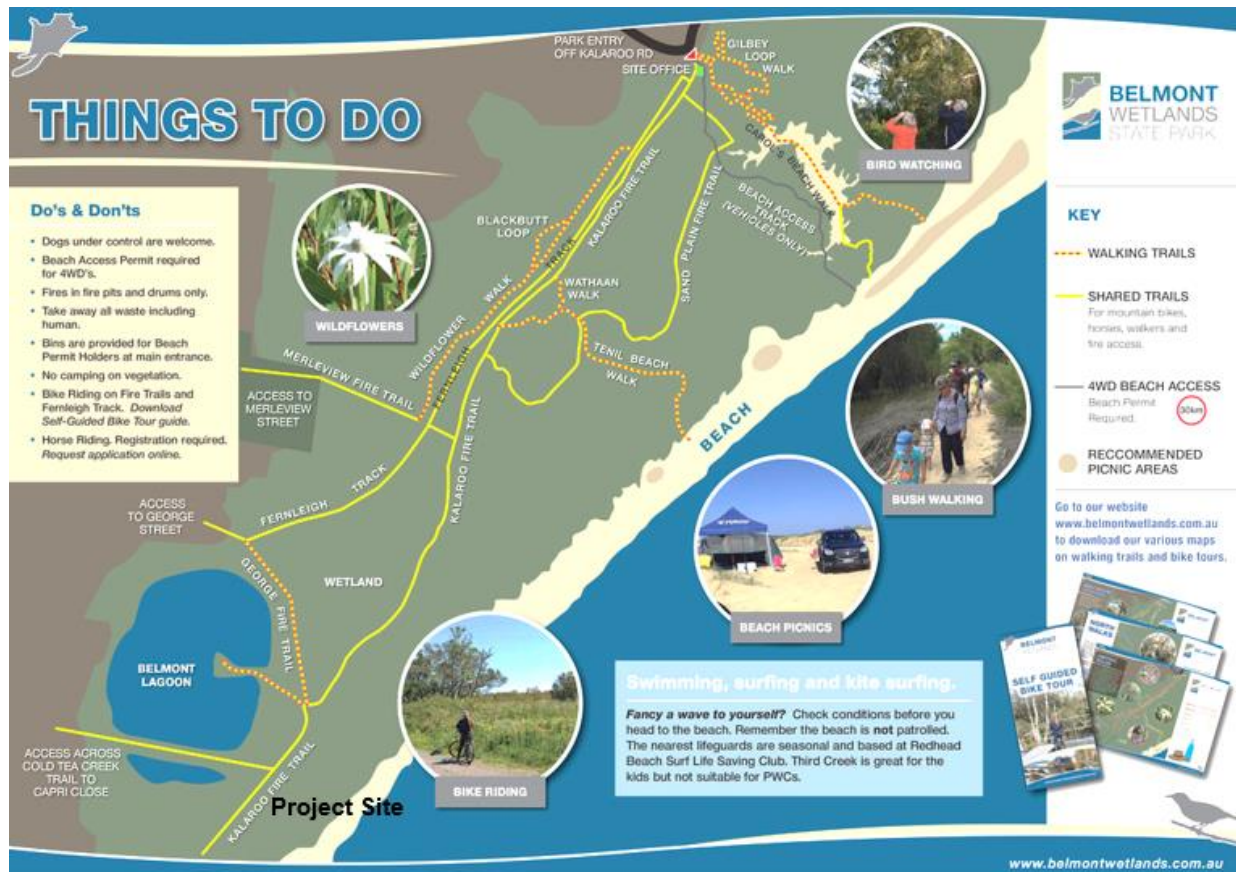 THINGS TO DO
Do's & Don'ts
• Dogs under control are welcome.
• Beach Access Permit required
for 4WD's.
• Fires in fire pits and drums only.
• Take away all waste including
human.
• Bins are provided for Beach
Permit Holders at main entrance.
• No camping on vegetation.
• Bike Riding on Fire Trails and
Fernleigh Track. Download
Self-Guided Bike Tour guide.
• Horse Riding. Registration required.
Request application online.
PARK ENTRY
OFF KALAROO RD
SITE OFFICE
GILBEY
LOOP
WALK
BIRD WATCHING
CAROL'S BEACH WALK
BEACH ACCESS
TRACK
(VEHICLES ONLY)
KALAROO FIRE TRAIL
SAND PLAIN FIRE TRAIL
BLACKBUTT
LOOP
WILDFLOWERS
WILDFLOWER WALK
FERNLEIGH TRACK
WATHAAN
WALK
TENIL BEACH
WALK
MERLEVIEW FIRE TRAIL
ACCESS TO
MERLEVIEW
STREET
KALAROO FIRE TRAIL
BEACH
BUSH WALKING
ACCESS
TO GEORGE
STREET
FERNLEIGH TRACK
GEORGE FIRE TRAIL
WETLAND
BEACH PICNICS
BELMONT
LAGOON
ACCESS ACROSS
COLD TEA CREEK
TRAIL TO
CAPRI CLOSE
KALAROO FIRE TRAIL
Project Site
BIKE RIDING
Swimming, surfing and kite surfing.
Fancy a wave to yourself? Check conditions before you
head to the beach. Remember the beach is not patrolled.
The nearest lifeguards are seasonal and based at Redhead
Beach Surf Life Saving Club. Third Creek is great for the
kids but not suitable for PWCs.
BELMONT
WETLANDS
STATE PARK
KEY
WALKING TRAILS
SHARED TRAILS
For mountain bikes,
horses, walkers and
fire access.
4WD BEACH ACCESS
Beach Permit
Required.
30km
RECCOMMENDED
PICNIC AREAS
Go to our website
www.belmontwetlands.com.au
to download our various maps
on walking trails and bike tours.
BELMONT
SELF GUIDED
BIKE TOUR
NORTH
WALKS
www.belmontwetlands.com.au